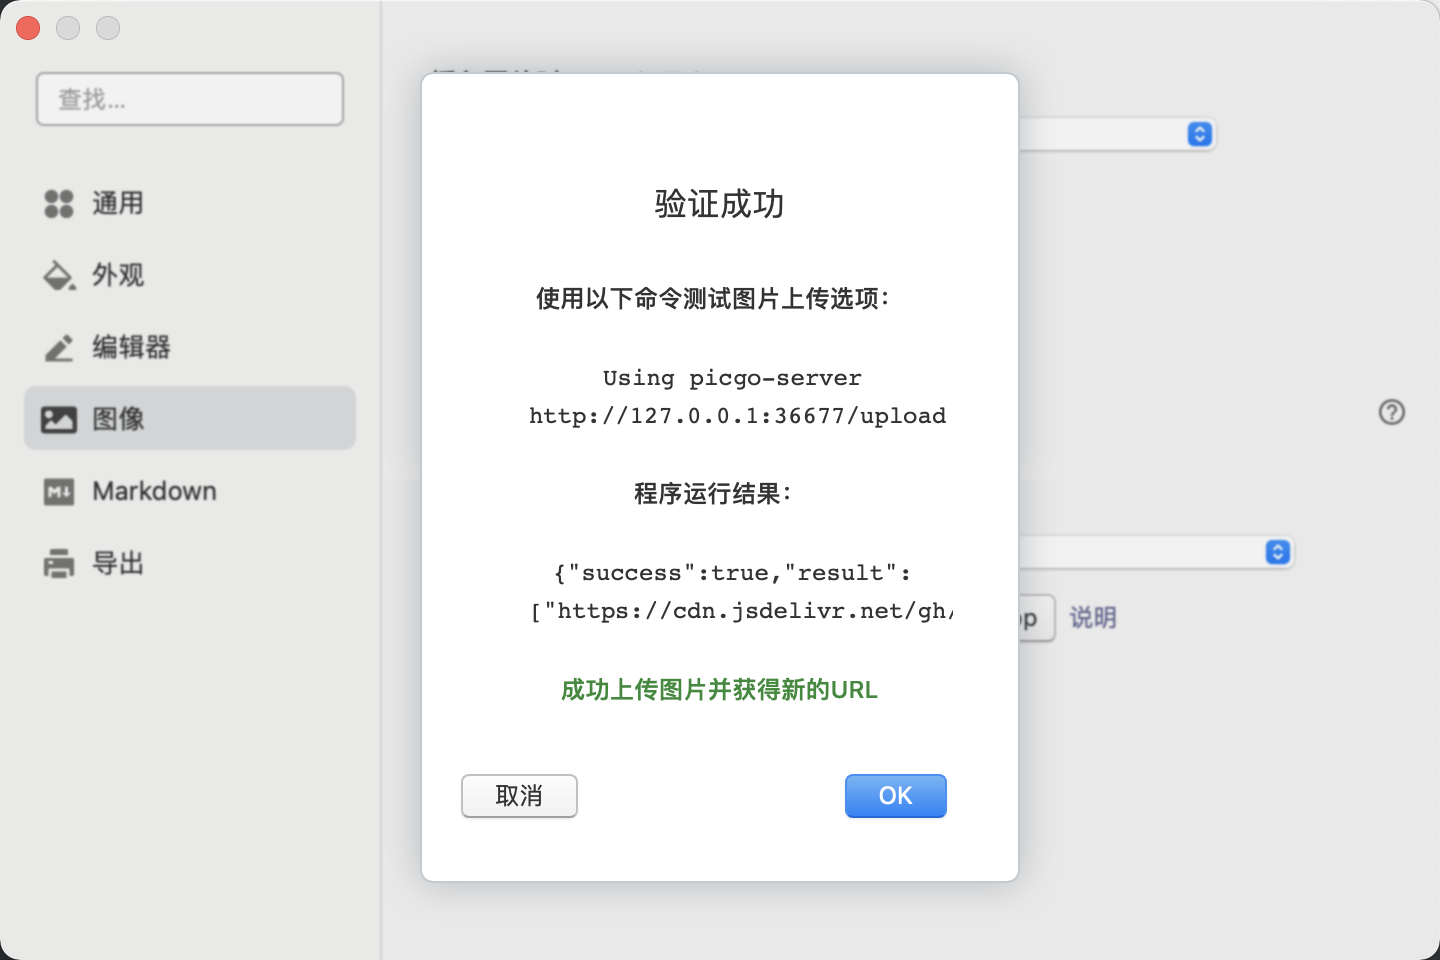 查找...
通用
外观
编辑器
图像
Markdown
导出
验证成功
使用以下命令测试图片上传选项：
Using picgo-server
http://127.0.0.1:36677/upload
程序运行结果：
{"success":true,"result":
["https://cdn.jsdelivr.net/gh/
成功上传图片并获得新的URL
取消
OK
说明